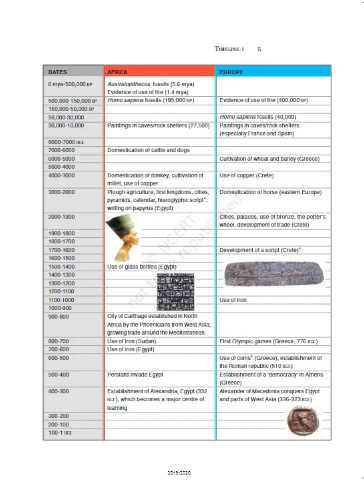 TIMELINE-I 5
DATES AFRICA EUROPE
6 mya-500,000 BP Australopithecus fossils (5.6 mya)
Evidence of use of fire (1.4 mya)
500,000-150,000 BP Homo sapiens fossils (195,000 BP) Evidence of use of fire (400,000 BP)
150,000-50,000 BP
50,000-30,000 Homo sapiens fossils (40,000)
30,000-10,000 Paintings in caves/rock shelters (27,500) Paintings in caves/rock shelters
(especially France and Spain)
8000-7000 BCE
7000-6000 Domestication of cattle and dogs
6000-5000 Cultivation of wheat and barley (Greece)
5000-4000
4000-3000 Domestication of donkey, cultivation of Use of copper (Crete)
millet, use of copper
3000-2000 Plough agriculture, first kingdoms, cities, Domestication of horse (eastern Europe)
pyramids, calendar, hieroglyphic script*,
writing on papyrus (Egypt)
2000-1900 Cities, palaces, use of bronze, the potter's
wheel, development of trade (Crete)
1900-1800
1800-1700
1700-1600 Development of a script (Crete)*
1600-1500
1500-1400 Use of glass bottles (Egypt)
1400-1300
1300-1200
1200-1100
1100-1000 Use of iron
1000-900
900-800 City of Carthage established in North
Africa by the Phoenicians from West Asia;
growing trade around the Mediterranean
800-700 Use of iron (Sudan) First Olympic games (Greece, 776 BCE)
700-600 Use of iron (Egypt)
600-500 Use of coins* (Greece); establishment of
the Roman republic (510 BCE)
500-400 Persians invade Egypt Establishment of a 'democracy' in Athens
(Greece)
400-300 Establishment of Alexandria, Egypt (332 Alexander of Macedonia conquers Egypt
BCE), which becomes a major centre of and parts of West Asia (336-323 BCE)
learning
300-200
200-100
100-1 BCE
2019-2020